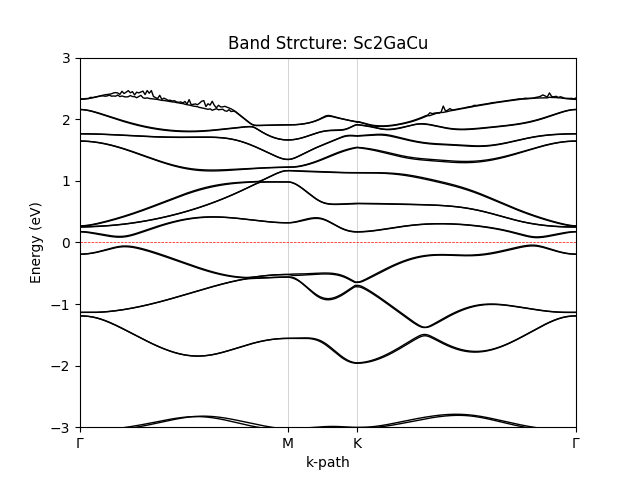 Band Strcture: Sc2GaCu
Energy (eV)
3
2
1
0
−1
−2
−3
Γ M K Γ
k-path